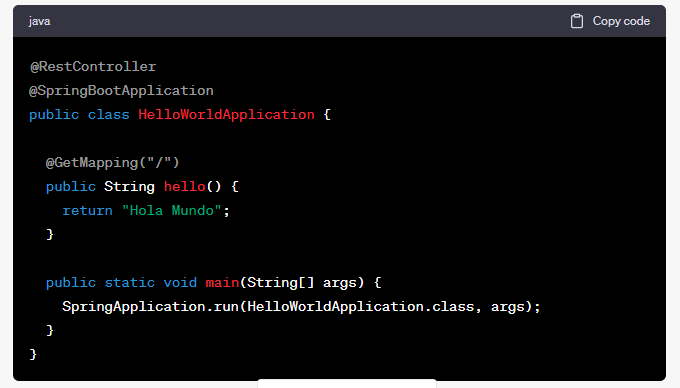 java
Copy code
@RestController
@SpringBootApplication
public class HelloWorldApplication {
@GetMapping("/")
public String hello() {
return "Hola Mundo";
}
public static void main(String[] args) {
SpringApplication.run(HelloWorldApplication.class, args);
}
}